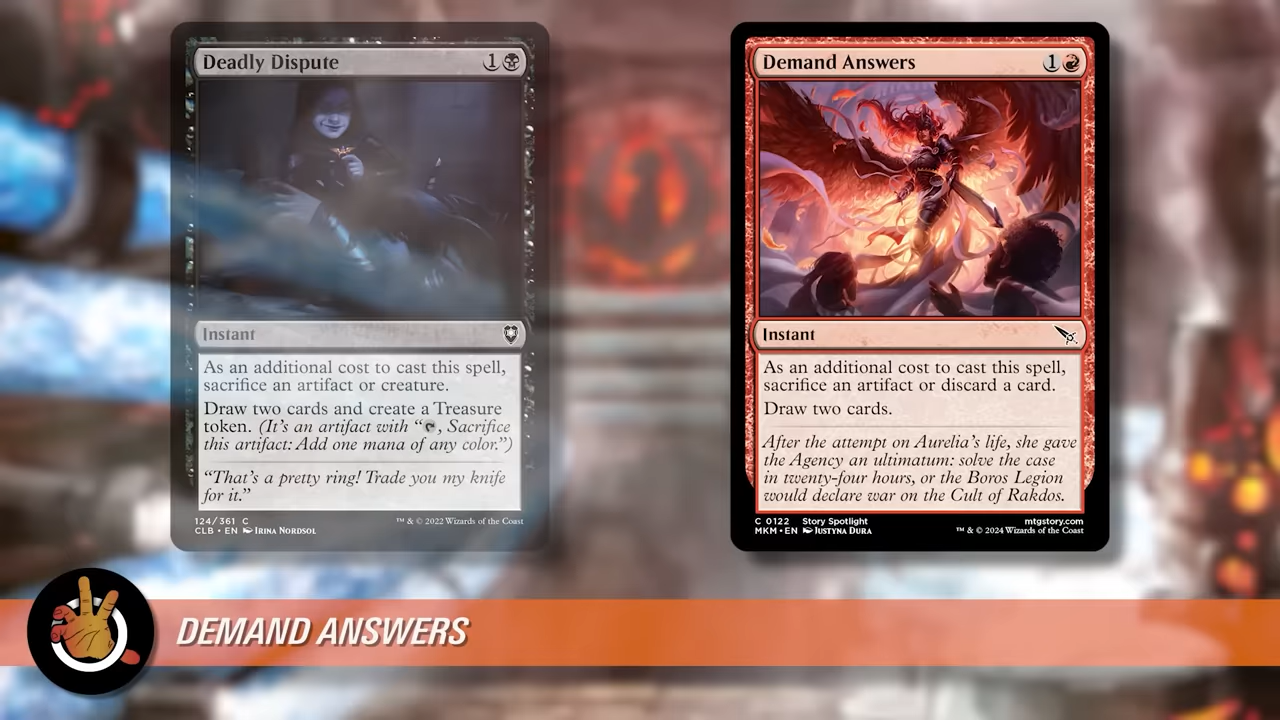 Deadly Dispute 1
Instant
As an additional cost to cast this spell,
sacrifice an artifact or creature.
Draw two cards and create a Treasure
token. (It's an artifact with “, Sacrifice
this artifact: Add one mana of any color.”)
“That's a pretty ring! Trade you my knife
for it.”
124/361 C
CLB • EN Irina Nordsol
™ & © 2022 Wizards of the Coast
Demand Answers 1
Instant
As an additional cost to cast this spell,
sacrifice an artifact or discard a card.
Draw two cards.
After the attempt on Aurelia's life, she gave
the Agency an ultimatum: solve the case
in twenty-four hours, or the Boros Legion
would declare war on the Cult of Rakdos.
C 0122 Story Spotlight
MKM • EN Justyna Dura
mtgstory.com
™ & © 2024 Wizards of the Coast
DEMAND ANSWERS